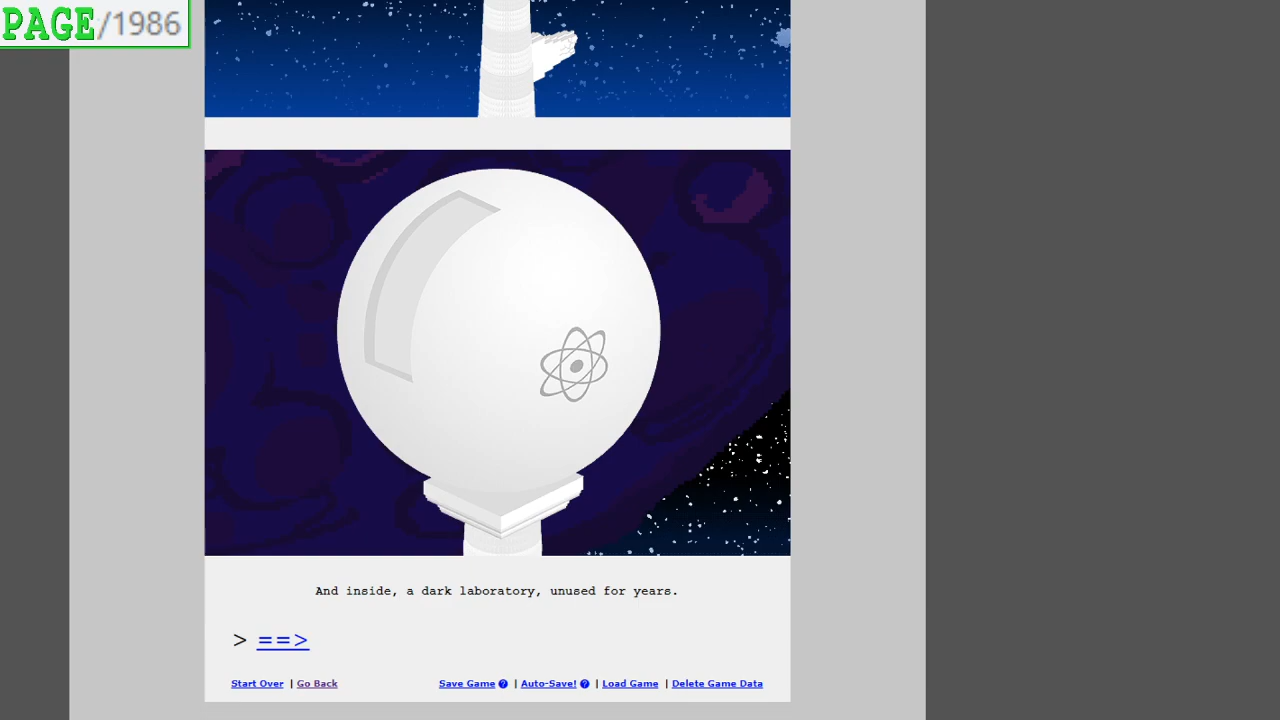 PAGE/1986
And inside, a dark laboratory, unused for years.
> ==>
Start Over | Go Back Save Game ? | Auto-Save! ? | Load Game | Delete Game Data